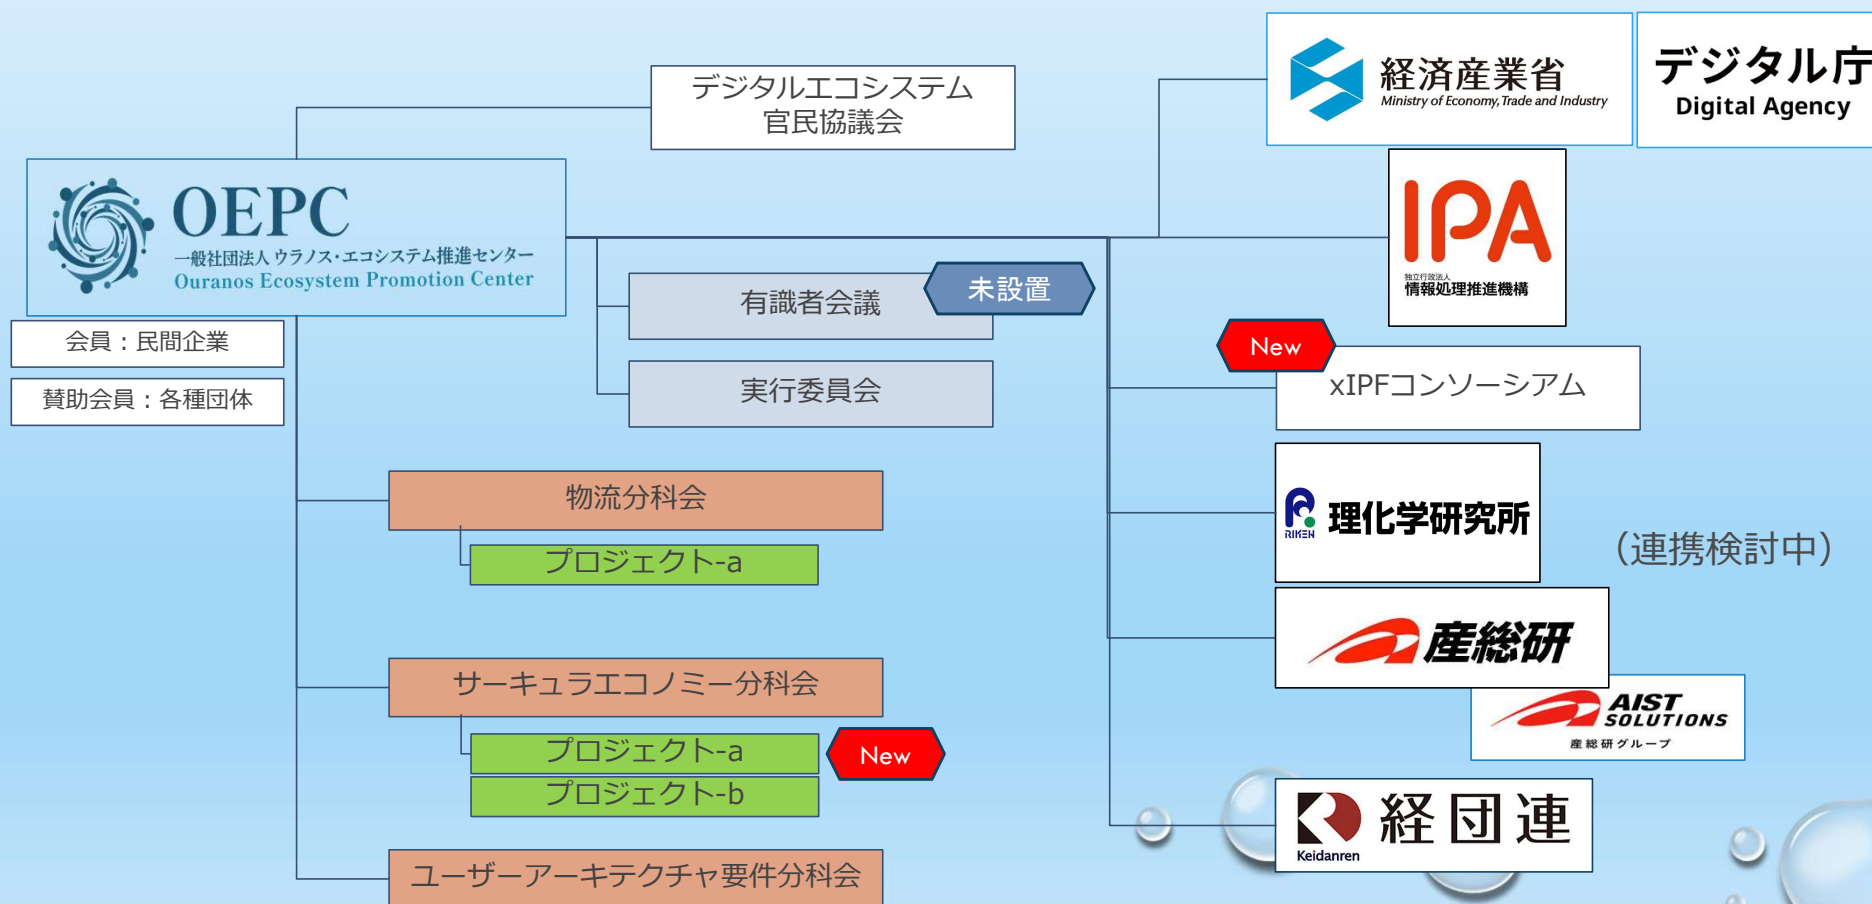 デジタルエコシステム
官民協議会
経済産業省
Ministry of Economy, Trade and Industry
デジタル庁
Digital Agency
OEPC
一般社団法人 ウラノス・エコシステム推進センター
Ouranos Ecosystem Promotion Center
会員：民間企業
賛助会員：各種団体
有識者会議
未設置
実行委員会
IPA
独立行政法人
情報処理推進機構
New
xIPFコンソーシアム
物流分科会
プロジェクト-a
RIKEN
理化学研究所
（連携検討中）
サーキュラエコノミー分科会
プロジェクト-a
New
プロジェクト-b
産総研
AIST
SOLUTIONS
産総研グループ
ユーザーアーキテクチャ要件分科会
経団連
Keidanren